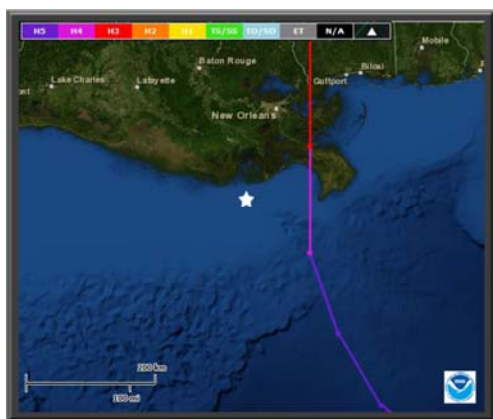 H5 H4 H3 H2 H1 TS/SS TD/SD ET N/A
Mobile
Biloxi
Baton Rouge
Lake Charles
Lafayette
Gulfport
New Orleans
200 km
100 mi